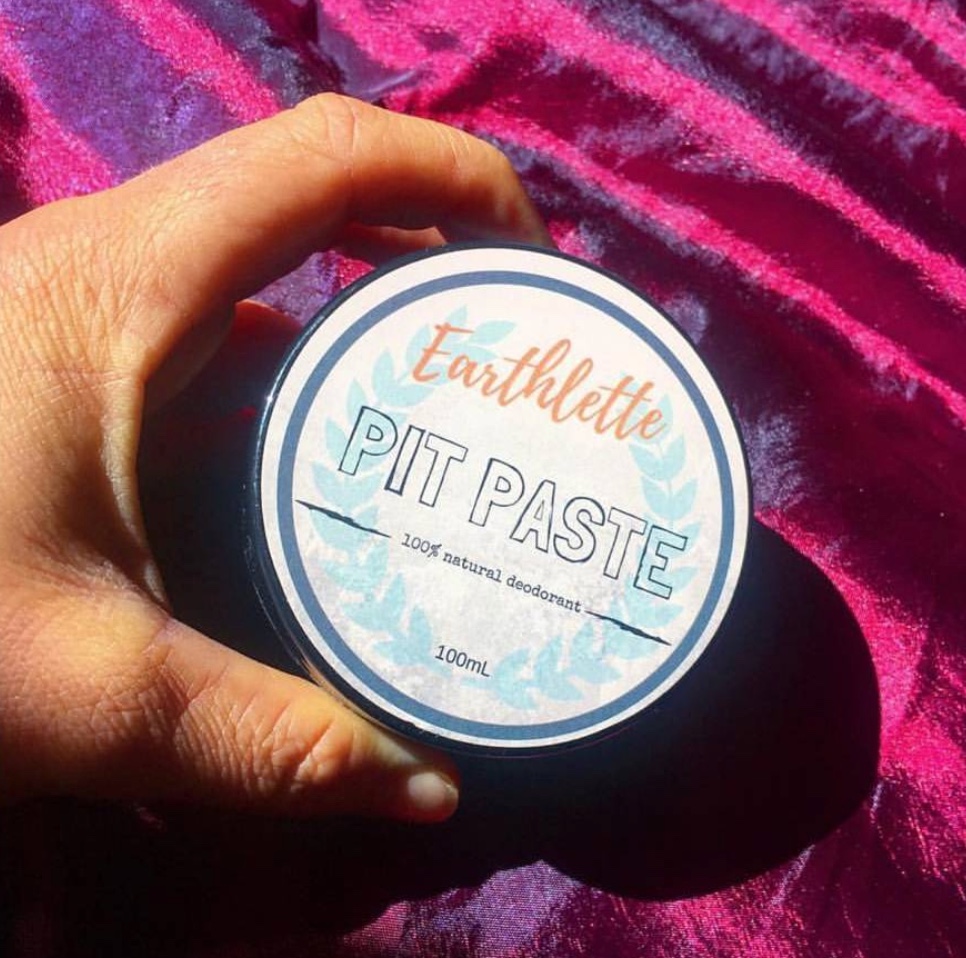 Earthlette
PIT PASTE
100% natural deodorant
100mL